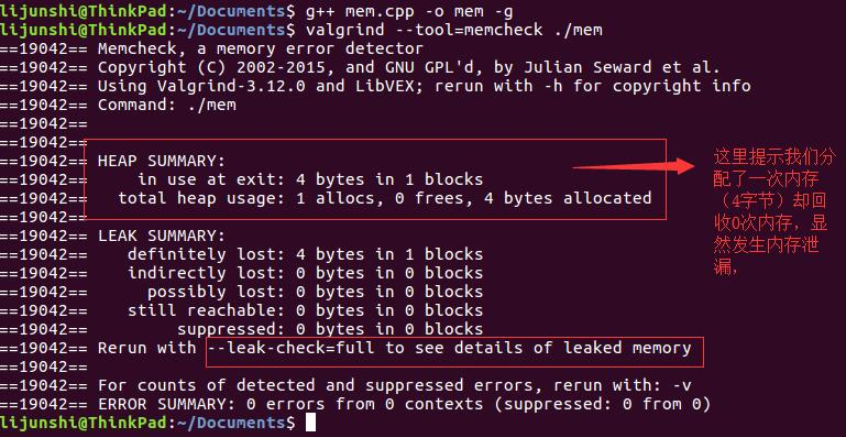 lijunshi@ThinkPad:~/Documents$ g++ mem.cpp -o mem -g
lijunshi@ThinkPad:~/Documents$ valgrind --tool=memcheck ./mem
==19042== Memcheck, a memory error detector
==19042== Copyright (C) 2002-2015, and GNU GPL'd, by Julian Seward et al.
==19042== Using Valgrind-3.12.0 and LibVEX; rerun with -h for copyright info
==19042== Command: ./mem
==19042==
==19042==
==19042== HEAP SUMMARY:
==19042==     in use at exit: 4 bytes in 1 blocks
==19042==   total heap usage: 1 allocs, 0 frees, 4 bytes allocated
==19042==
==19042== LEAK SUMMARY:
==19042==    definitely lost: 4 bytes in 1 blocks
==19042==    indirectly lost: 0 bytes in 0 blocks
==19042==      possibly lost: 0 bytes in 0 blocks
==19042==    still reachable: 0 bytes in 0 blocks
==19042==         suppressed: 0 bytes in 0 blocks
==19042== Rerun with --leak-check=full to see details of leaked memory
==19042==
==19042== For counts of detected and suppressed errors, rerun with: -v
==19042== ERROR SUMMARY: 0 errors from 0 contexts (suppressed: 0 from 0)
lijunshi@ThinkPad:~/Documents$
这里提示我们分
配了一次内存
（4字节）却回
收0次内存，显
然发生内存泄
漏，